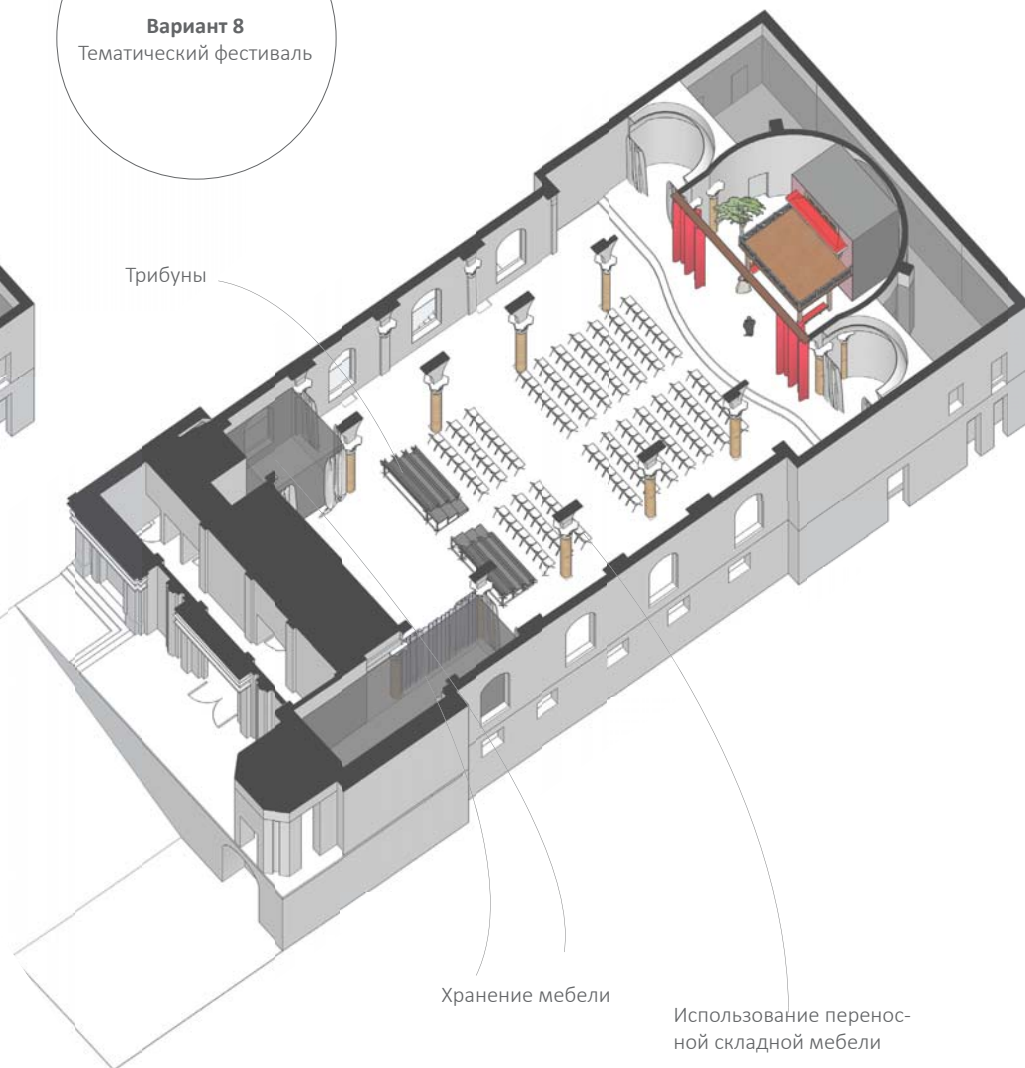 Вариант 8
Тематический фестиваль
Трибуны
Хранение мебели
Использование перенос-
ной складной мебели